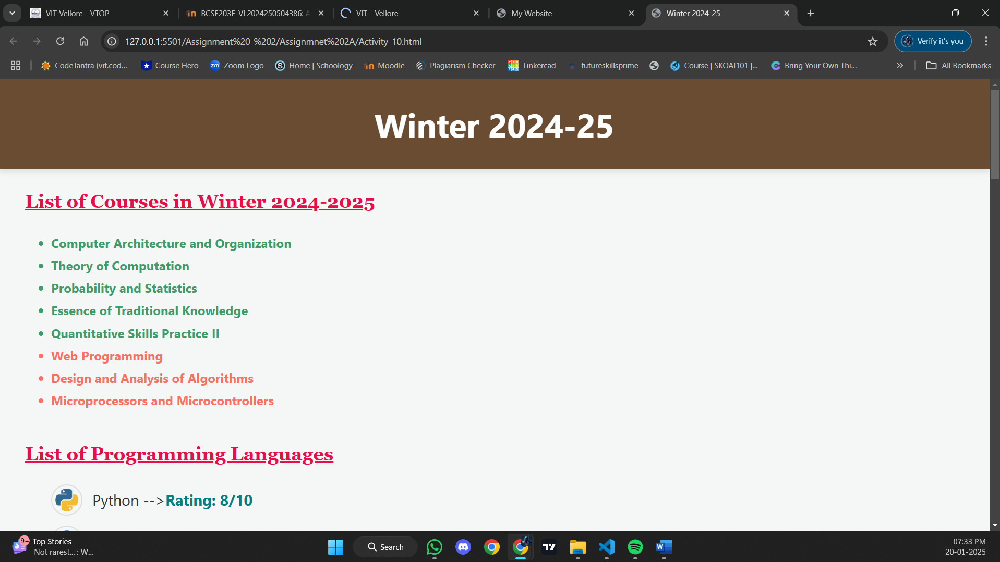 VIT Vellore - VTOP
BCSE203E_VL2024250504386: A
VIT - Vellore
My Website
Winter 2024-25
127.0.0.1:5501/Assignment%20-%202/Assignmnet%202A/Activity_10.html
Verify it's you
CodeTantra (vit.cod...
Course Hero
zm Zoom Logo
S Home | Schoology
Moodle
Plagiarism Checker
TIN KER CAD Tinkercad
futureskillsprime
Course | SKOAI101 |...
Bring Your Own Thi...
All Bookmarks
Winter 2024-25
List of Courses in Winter 2024-2025
Computer Architecture and Organization
Theory of Computation
Probability and Statistics
Essence of Traditional Knowledge
Quantitative Skills Practice II
Web Programming
Design and Analysis of Algorithms
Microprocessors and Microcontrollers
List of Programming Languages
Python -->Rating: 8/10
9+
Top Stories
'Not rarest...': W...
Search
W
07:33 PM
20-01-2025